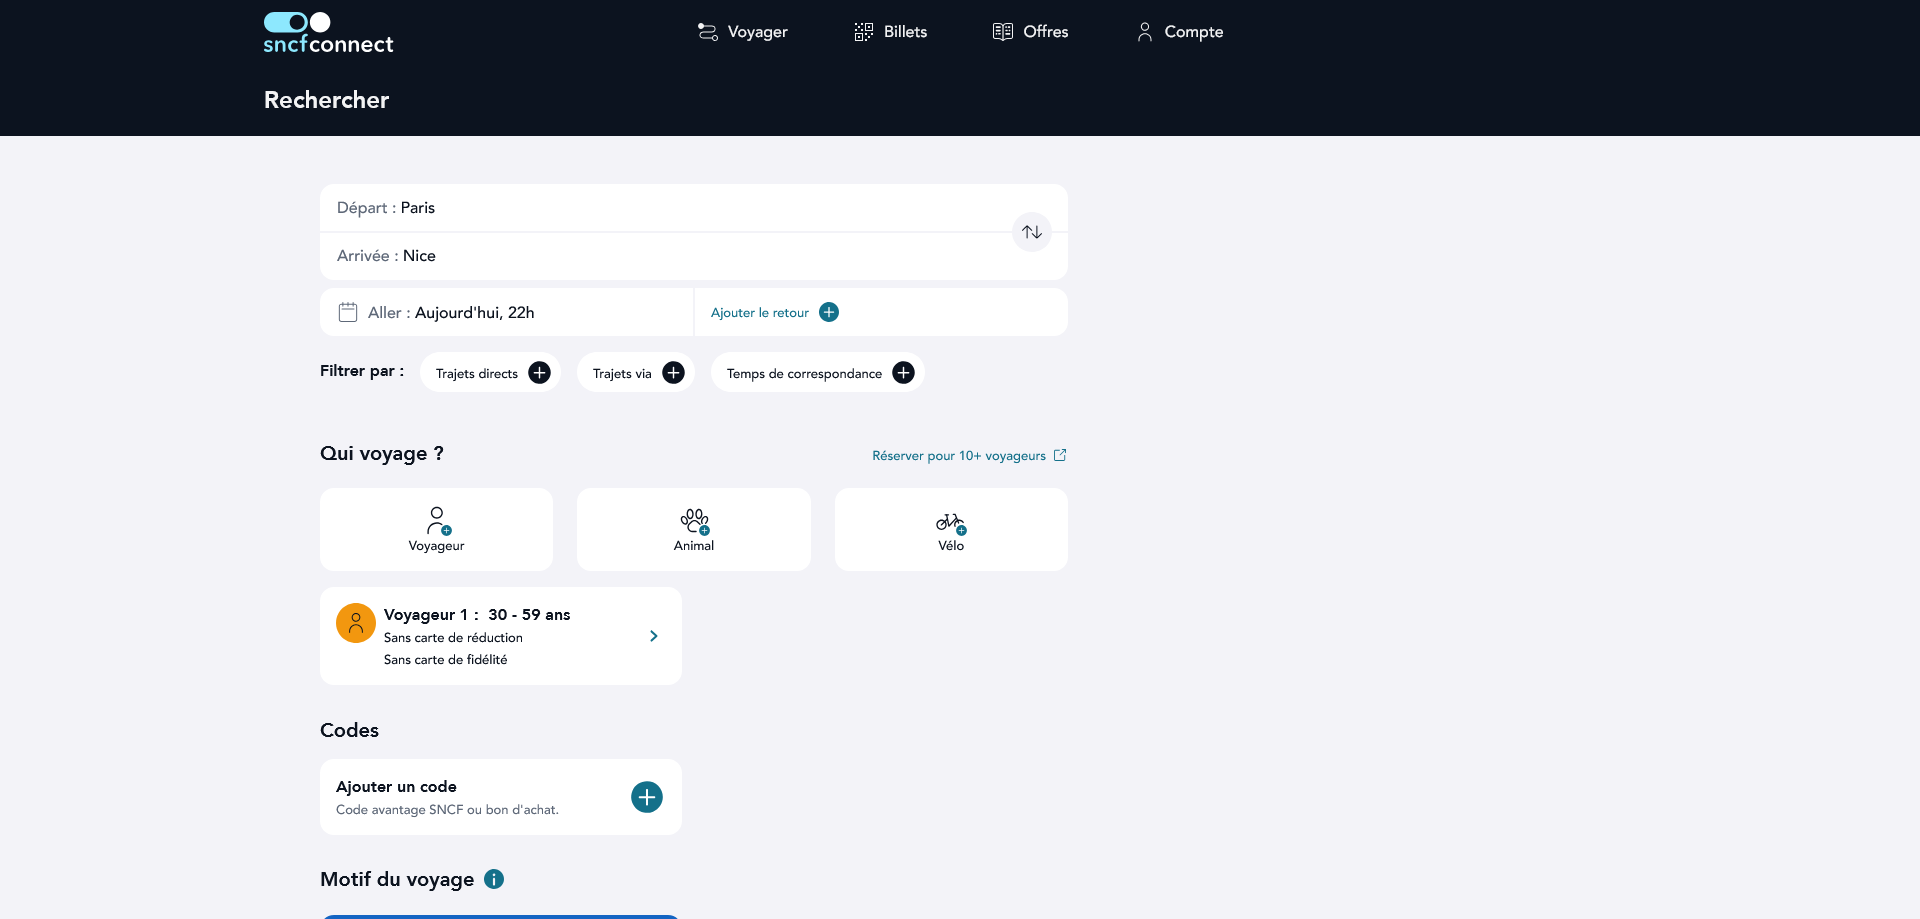 sncfconnect
Voyager
Billets
Offres
Compte
Rechercher
Départ : Paris
Arrivée : Nice
Aller : Aujourd'hui, 22h
Ajouter le retour
Filtrer par :
Trajets directs
Trajets via
Temps de correspondance
Qui voyage ?
Réserver pour 10+ voyageurs
Voyageur
Animal
Vélo
Voyageur 1 : 30 - 59 ans
Sans carte de réduction
Sans carte de fidélité
Codes
Ajouter un code
Code avantage SNCF ou bon d'achat.
Motif du voyage